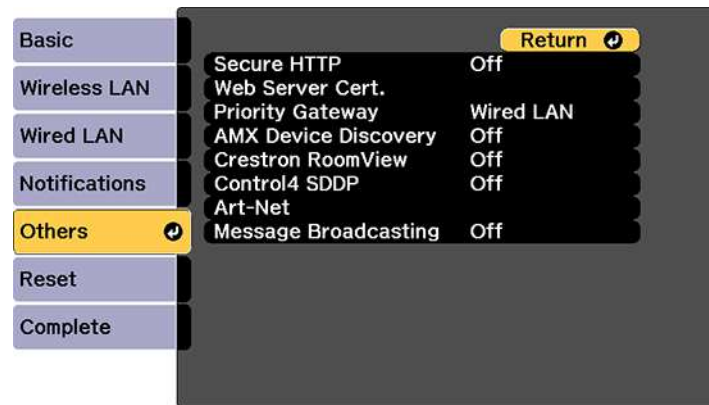 Basic
Wireless LAN
Wired LAN
Notifications
Others
Reset
Complete
Return
Secure HTTP Off
Web Server Cert.
Priority Gateway Wired LAN
AMX Device Discovery Off
Crestron RoomView Off
Control4 SDDP Off
Art-Net
Message Broadcasting Off